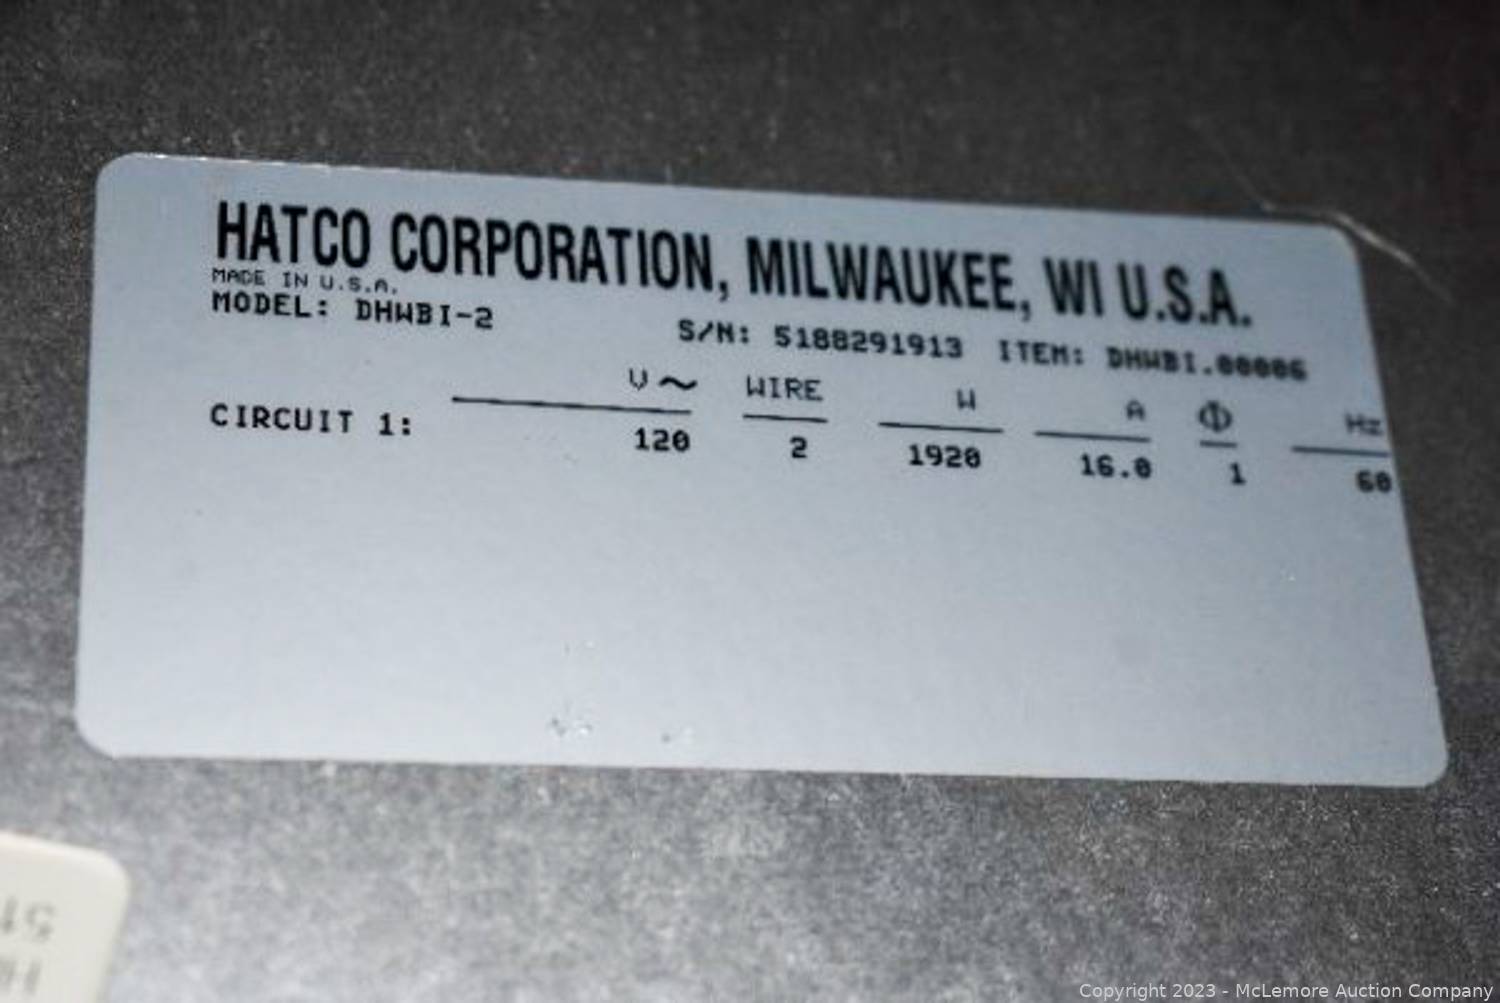 HATCO CORPORATION, MILWAUKEE, WI U.S.A.
MADE IN U.S.A.
MODEL: DHWBI-2 S/N: 5188291913 ITEM: DHWBI.00006
V~ WIRE W A Φ Hz
CIRCUIT 1: 120 2 1920 16.0 1 60
51
Copyright 2023 - McLemore Auction Company